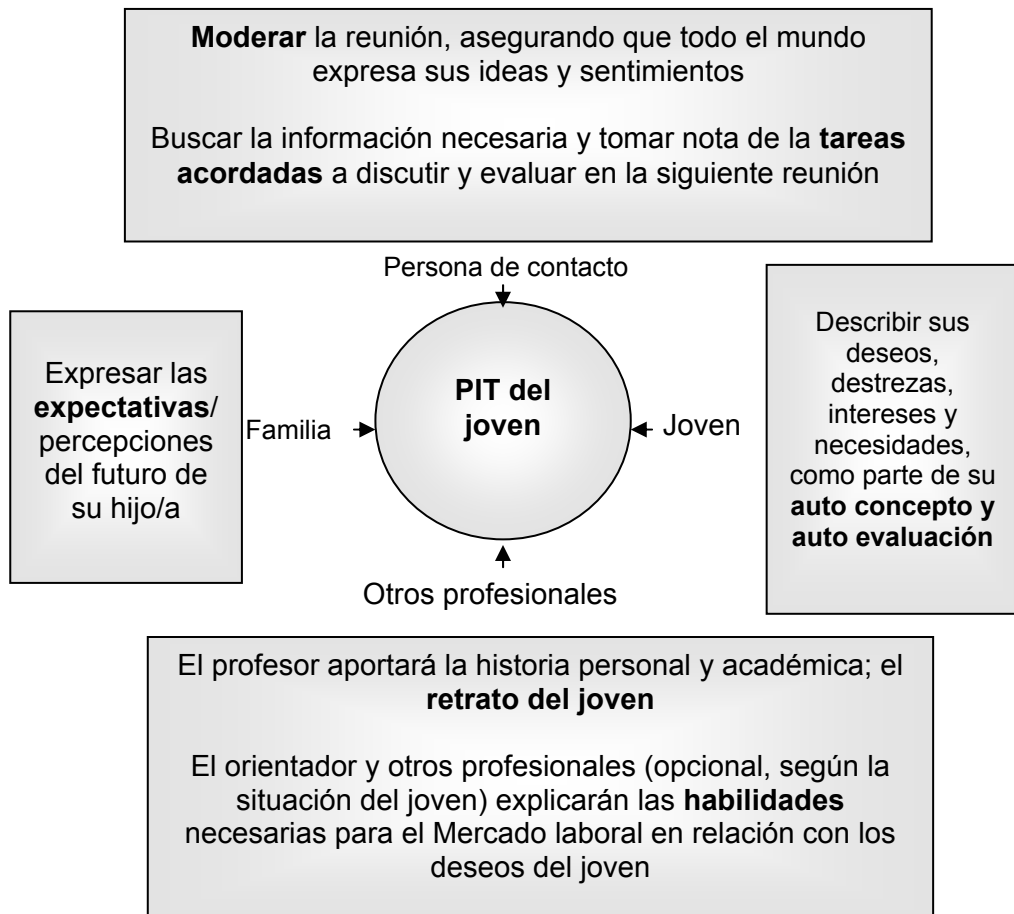 Moderar la reunión, asegurando que todo el mundo
expresa sus ideas y sentimientos
Buscar la información necesaria y tomar nota de la tareas
acordadas a discutir y evaluar en la siguiente reunión
Persona de contacto
Expresar las
expectativas/
percepciones
del futuro de
su hijo/a
Familia
PIT del
joven
Joven
Describir sus
deseos,
destrezas,
intereses y
necesidades,
como parte de su
auto concepto y
auto evaluación
Otros profesionales
El profesor aportará la historia personal y académica; el
retrato del joven
El orientador y otros profesionales (opcional, según la
situación del joven) explicarán las habilidades
necesarias para el Mercado laboral en relación con los
deseos del joven